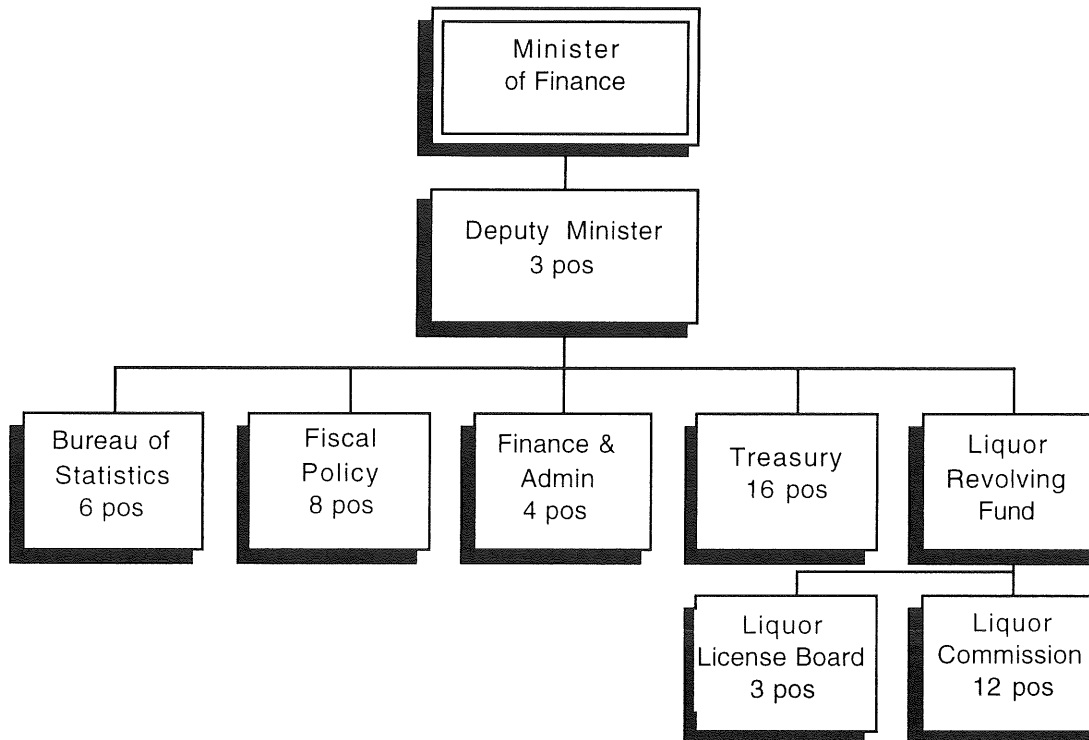 Minister
of Finance
Deputy Minister
3 pos
Bureau of
Statistics
6 pos
Fiscal
Policy
8 pos
Finance &
Admin
4 pos
Treasury
16 pos
Liquor
Revolving
Fund
Liquor
License Board
3 pos
Liquor
Commission
12 pos